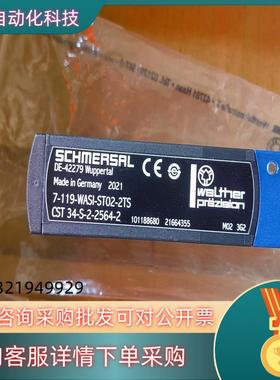 自动化科技
SCHMERSAL
DE-42279 Wuppertal
Made in Germany 2021
7-119-WASI-ST02-2TS
CST 34-S-2-2564-2
101188680 21664355
walther
präzision
M02 3G2
821949929
咨询采购批发可对公开票
客服详情下单采购